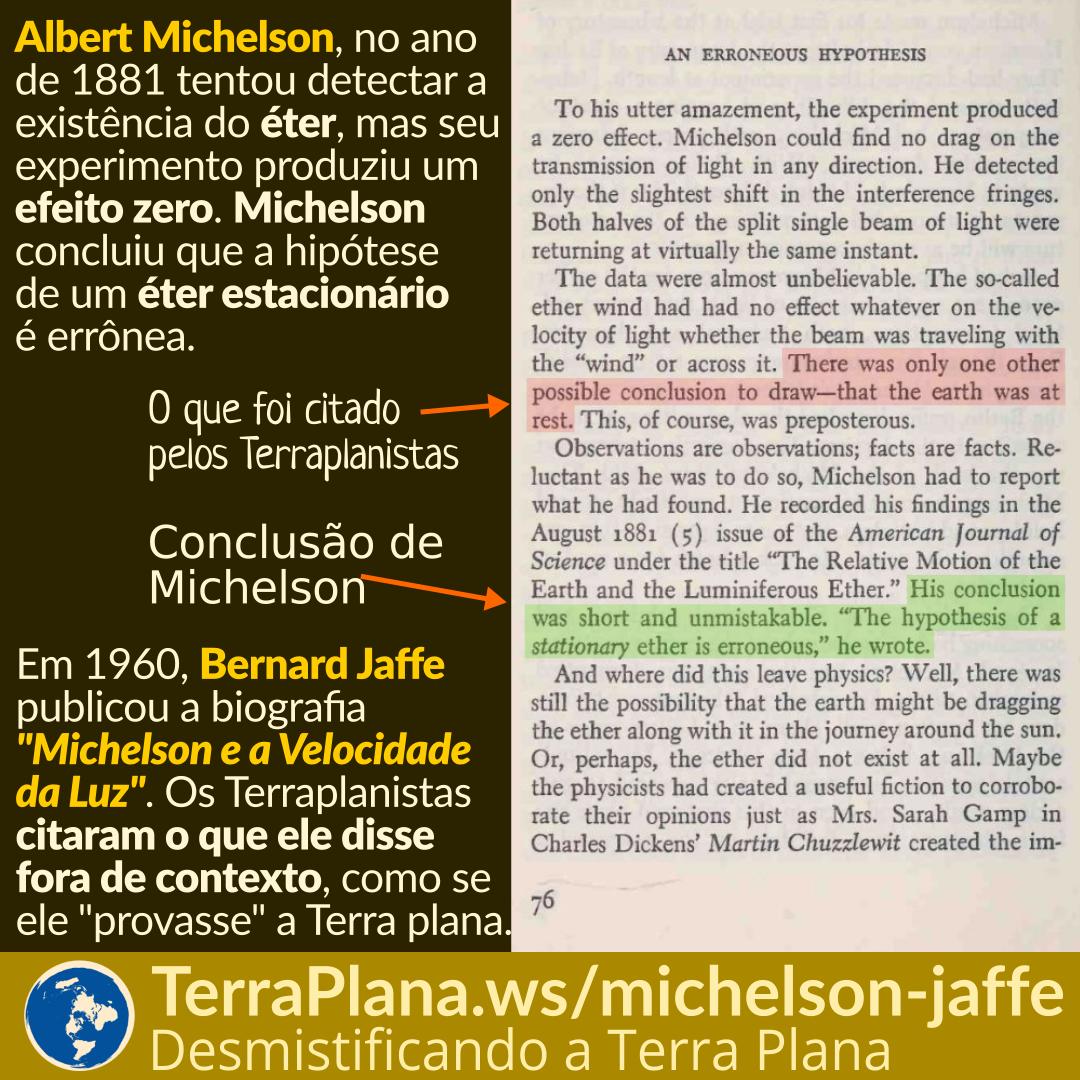 Albert Michelson, no ano
de 1881 tentou detectar a
existência do éter, mas seu
experimento produziu um
efeito zero. Michelson
concluiu que a hipótese
de um éter estacionário
é errônea.
O que foi citado
pelos Terraplanistas
Conclusão de
Michelson
Em 1960, Bernard Jaffe
publicou a biografia
"Michelson e a Velocidade
da Luz". Os Terraplanistas
citaram o que ele disse
fora de contexto, como se
ele "provasse" a Terra plana.
AN ERRONEOUS HYPOTHESIS
To his utter amazement, the experiment produced
a zero effect. Michelson could find no drag on the
transmission of light in any direction. He detected
only the slightest shift in the interference fringes.
Both halves of the split single beam of light were
returning at virtually the same instant.
The data were almost unbelievable. The so-called
ether wind had had no effect whatever on the ve-
locity of light whether the beam was traveling with
the “wind” or across it. There was only one other
possible conclusion to draw—that the earth was at
rest. This, of course, was preposterous.
Observations are observations; facts are facts. Re-
luctant as he was to do so, Michelson had to report
what he had found. He recorded his findings in the
August 1881 (5) issue of the American Journal of
Science under the title “The Relative Motion of the
Earth and the Luminiferous Ether.” His conclusion
was short and unmistakable. “The hypothesis of a
stationary ether is erroneous,” he wrote.
And where did this leave physics? Well, there was
still the possibility that the earth might be dragging
the ether along with it in the journey around the sun.
Or, perhaps, the ether did not exist at all. Maybe
the physicists had created a useful fiction to corrobo-
rate their opinions just as Mrs. Sarah Gamp in
Charles Dickens’ Martin Chuzzlewit created the im-
76
TerraPlana.ws/michelson-jaffe
Desmistificando a Terra Plana